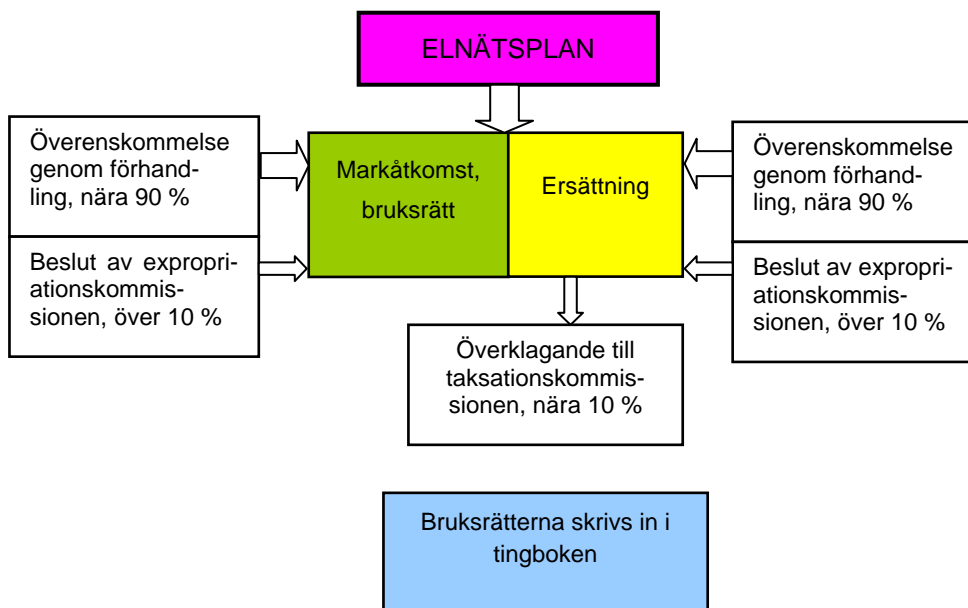 ELNÄTSPLAN
Överenskommelse
genom förhand-
ling, nära 90 %
Beslut av expropri-
ationskommis-
sionen, över 10 %
Markåtkomst,
bruksrätt
Ersättning
Överenskommelse
genom förhand-
ling, nära 90 %
Beslut av expropri-
ationskommis-
sionen, över 10 %
Överklagande till
taksationskommis-
sionen, nära 10 %
Bruksrätterna skrivs in i
tingboken